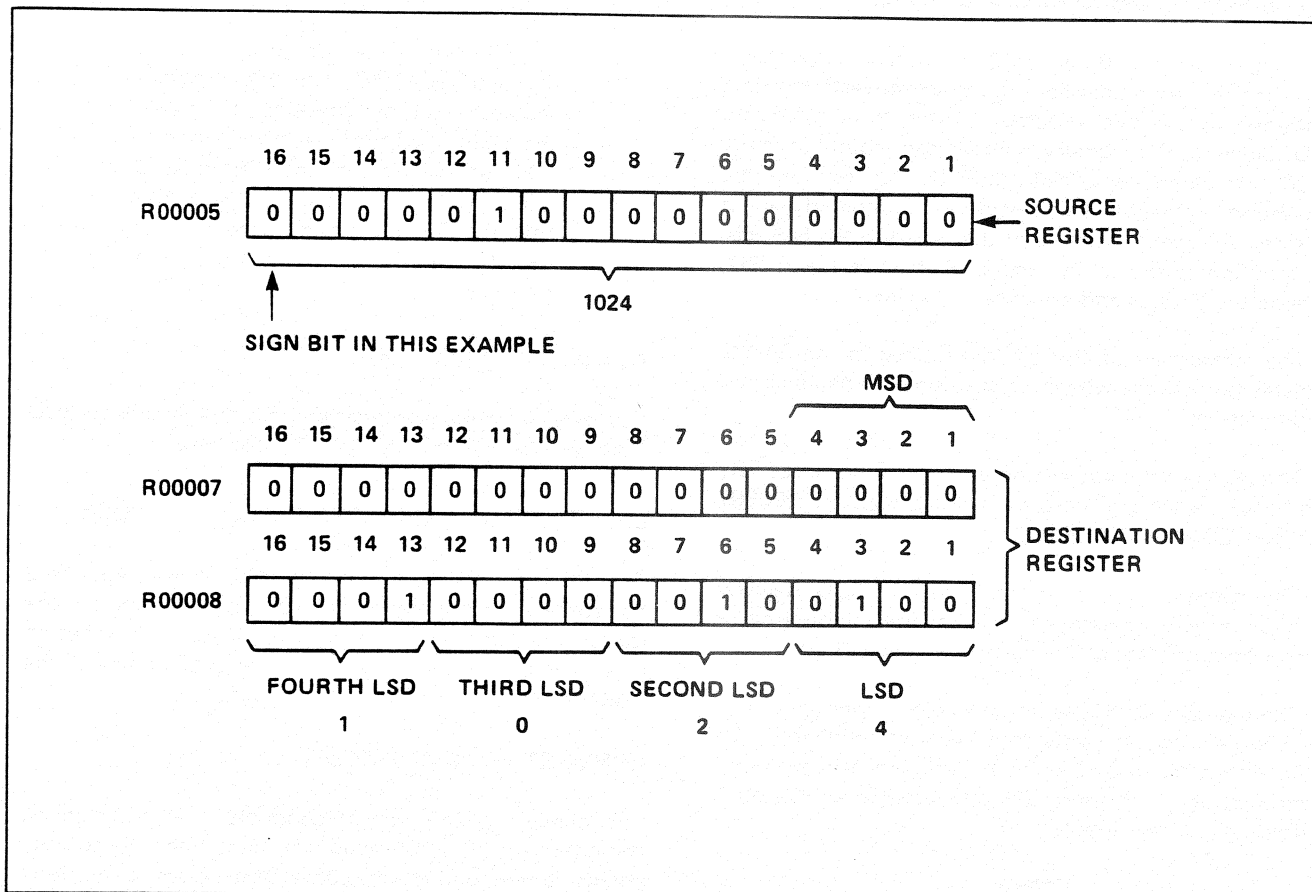 16 15 14 13 12 11 10 9 8 7 6 5 4 3 2 1
R00005 0 0 0 0 0 1 0 0 0 0 0 0 0 0 0 0 SOURCE
REGISTER
1024
SIGN BIT IN THIS EXAMPLE
MSD
16 15 14 13 12 11 10 9 8 7 6 5 4 3 2 1
R00007 0 0 0 0 0 0 0 0 0 0 0 0 0 0 0 0
16 15 14 13 12 11 10 9 8 7 6 5 4 3 2 1
DESTINATION
REGISTER
R00008 0 0 0 1 0 0 0 0 0 0 1 0 0 1 0 0
FOURTH LSD THIRD LSD SECOND LSD LSD
1 0 2 4